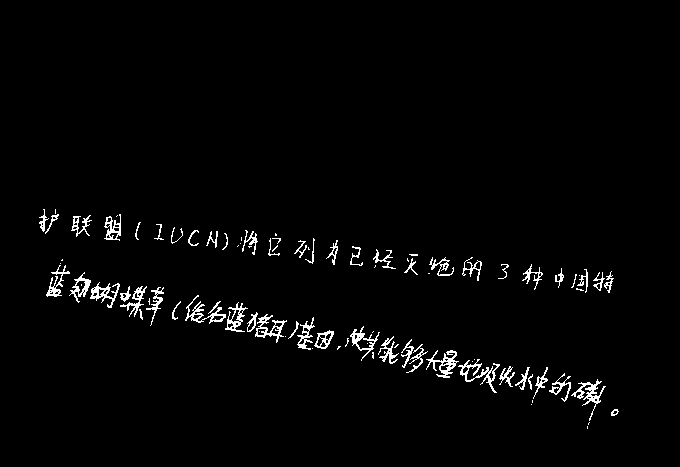 护联盟(IUCN)将它列为已经灭绝的3种中国特
蓝翅蝴蝶草(俗名蓝猪耳)基因,使其能够大量地吸收水中的磷。